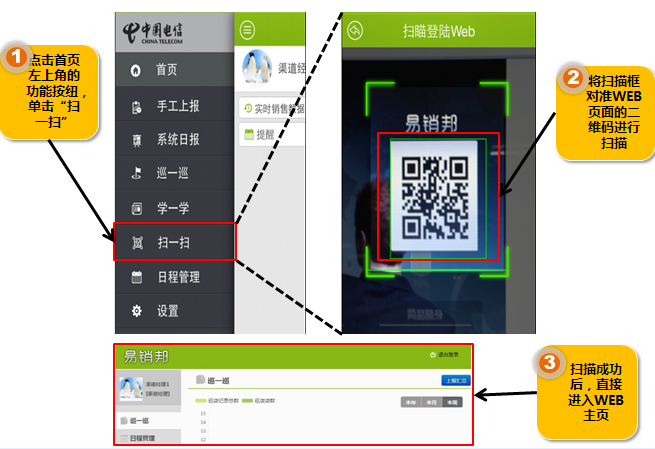 1
点击首页
左上角的
功能按纽，
单击“扫
一扫”
中国电信
CHINA TELECOM
首页
手工上报
系统日报
巡一巡
学一学
扫一扫
日程管理
设置
渠道经
实时销售数据
提醒
扫瞄登陆Web
易销邦
简易随身
2
将扫描框
对准WEB
页面的二
维码进行
扫描
易销邦
退出登录
渠道经理1
[渠道经理]
巡一巡
日程管理
巡一巡
上报汇总
巡店记录总数
巡店店数
本年
本月
本周
15
14
13
12
3
扫描成功
后，直接
进入WEB
主页